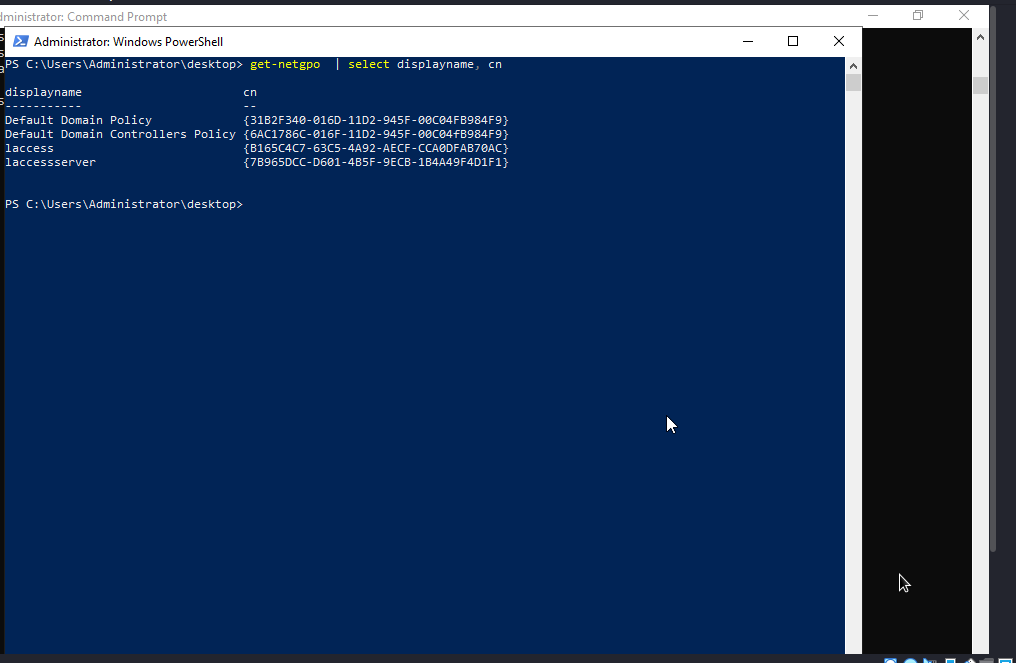 dministrator: Command Prompt
Administrator: Windows PowerShell
PS C:\Users\Administrator\desktop> get-netgpo  | select displayname, cn
displayname                       cn
-----------                       --
Default Domain Policy             {31B2F340-016D-11D2-945F-00C04FB984F9}
Default Domain Controllers Policy {6AC1786C-016F-11D2-945F-00C04fB984F9}
laccess                           {B165C4C7-63C5-4A92-AECF-CCA0DFAB70AC}
laccessserver                     {7B965DCC-D601-4B5F-9ECB-1B4A49F4D1F1}
PS C:\Users\Administrator\desktop>